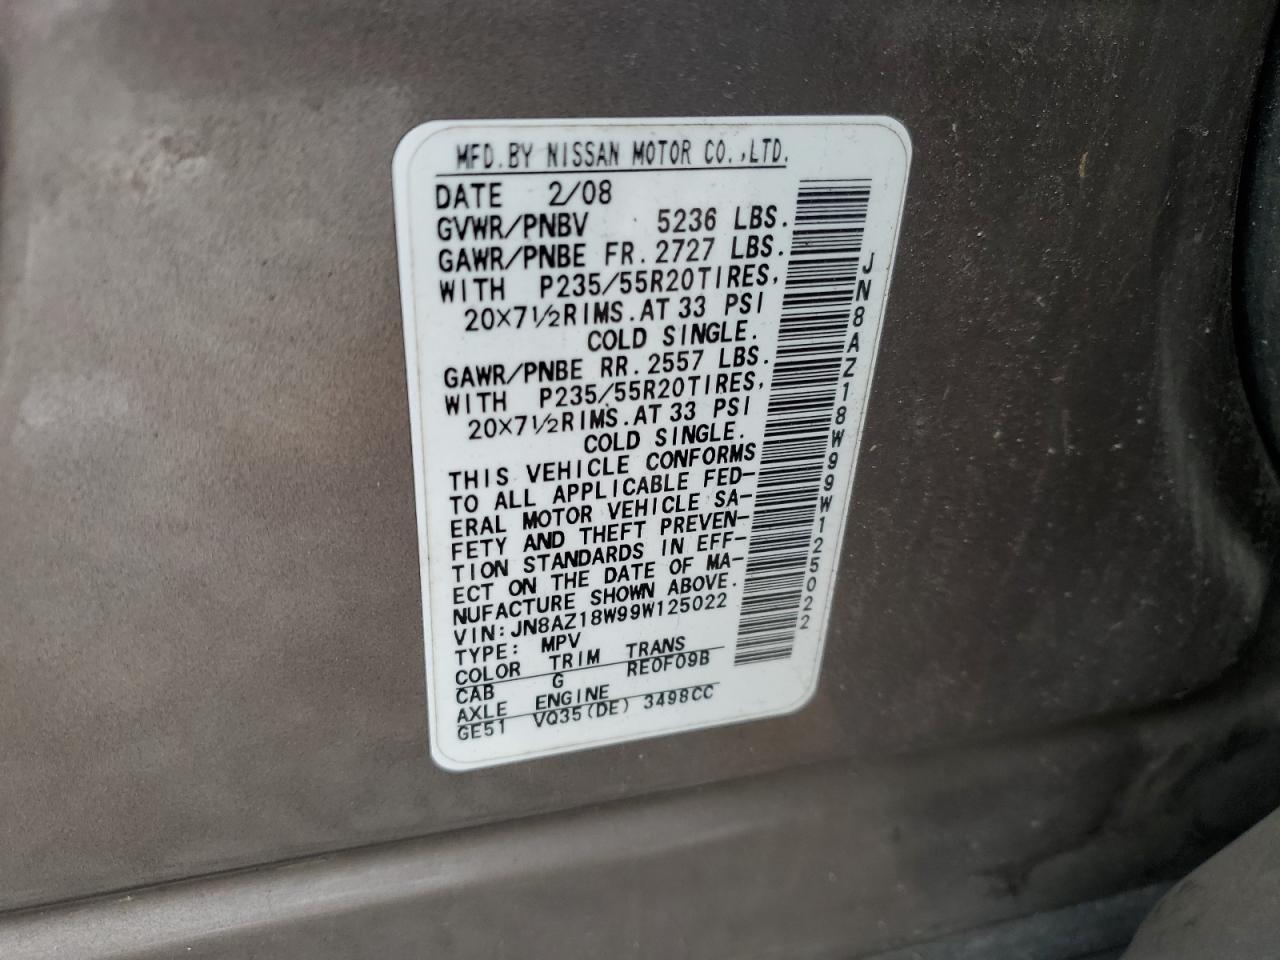 MFD.BY NISSAN MOTOR CO.,LTD.
DATE 2/08
GVWR/PNBV 5236 LBS.
GAWR/PNBE FR.2727 LBS.
WITH P235/55R20TIRES,
20×7½RIMS.AT 33 PSI
COLD SINGLE.
GAWR/PNBE RR.2557 LBS.
WITH P235/55R20TIRES,
20×7½RIMS.AT 33 PSI
COLD SINGLE.
THIS VEHICLE CONFORMS
TO ALL APPLICABLE FED-
ERAL MOTOR VEHICLE SA-
FETY AND THEFT PREVEN-
TION STANDARDS IN EFF-
ECT ON THE DATE OF MA-
NUFACTURE SHOWN ABOVE.
VIN:JN8AZ18W99W125022
TYPE: MPV
COLOR TRIM TRANS
CAB G RE0F09B
AXLE ENGINE
GE51 VQ35(DE) 3498CC
JN8AZ18W99W125022